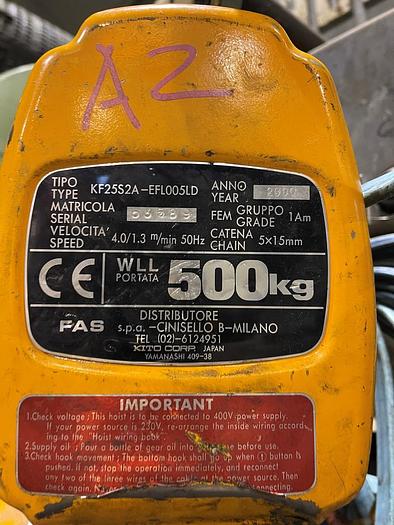 A2
TIPO
TYPE KF25S2A-EFL005LD
ANNO
YEAR
MATRICOLA
SERIAL
FEM GRUPPO
GRADE 1Am
VELOCITA'
SPEED 4.0/1.3 m/min 50Hz
CATENA
CHAIN 5×15mm
CE WLL
PORTATA 500kg
FAS DISTRIBUTORE
s.p.a. -CINISELLO B-MILANO
TEL (02)-6124951
KITO CORP. JAPAN
YAMANASHI 409-38
IMPORTANT
1.Check voltage ; This hoist is to be connected to 400V power supply.
If your power source is 230V, re-arrange the inside wiring accord-
ing to the "Hoist wiring book".
2.Supply oil ; Pour a bottle of gear oil into before use.
3.Check hook movement ; The bottom hook shall go up when ↑ button is
pushed. If not, stop the operation immediately, and reconnect
any two of the three wires of the cable at the power source. Then
check again. connecting.